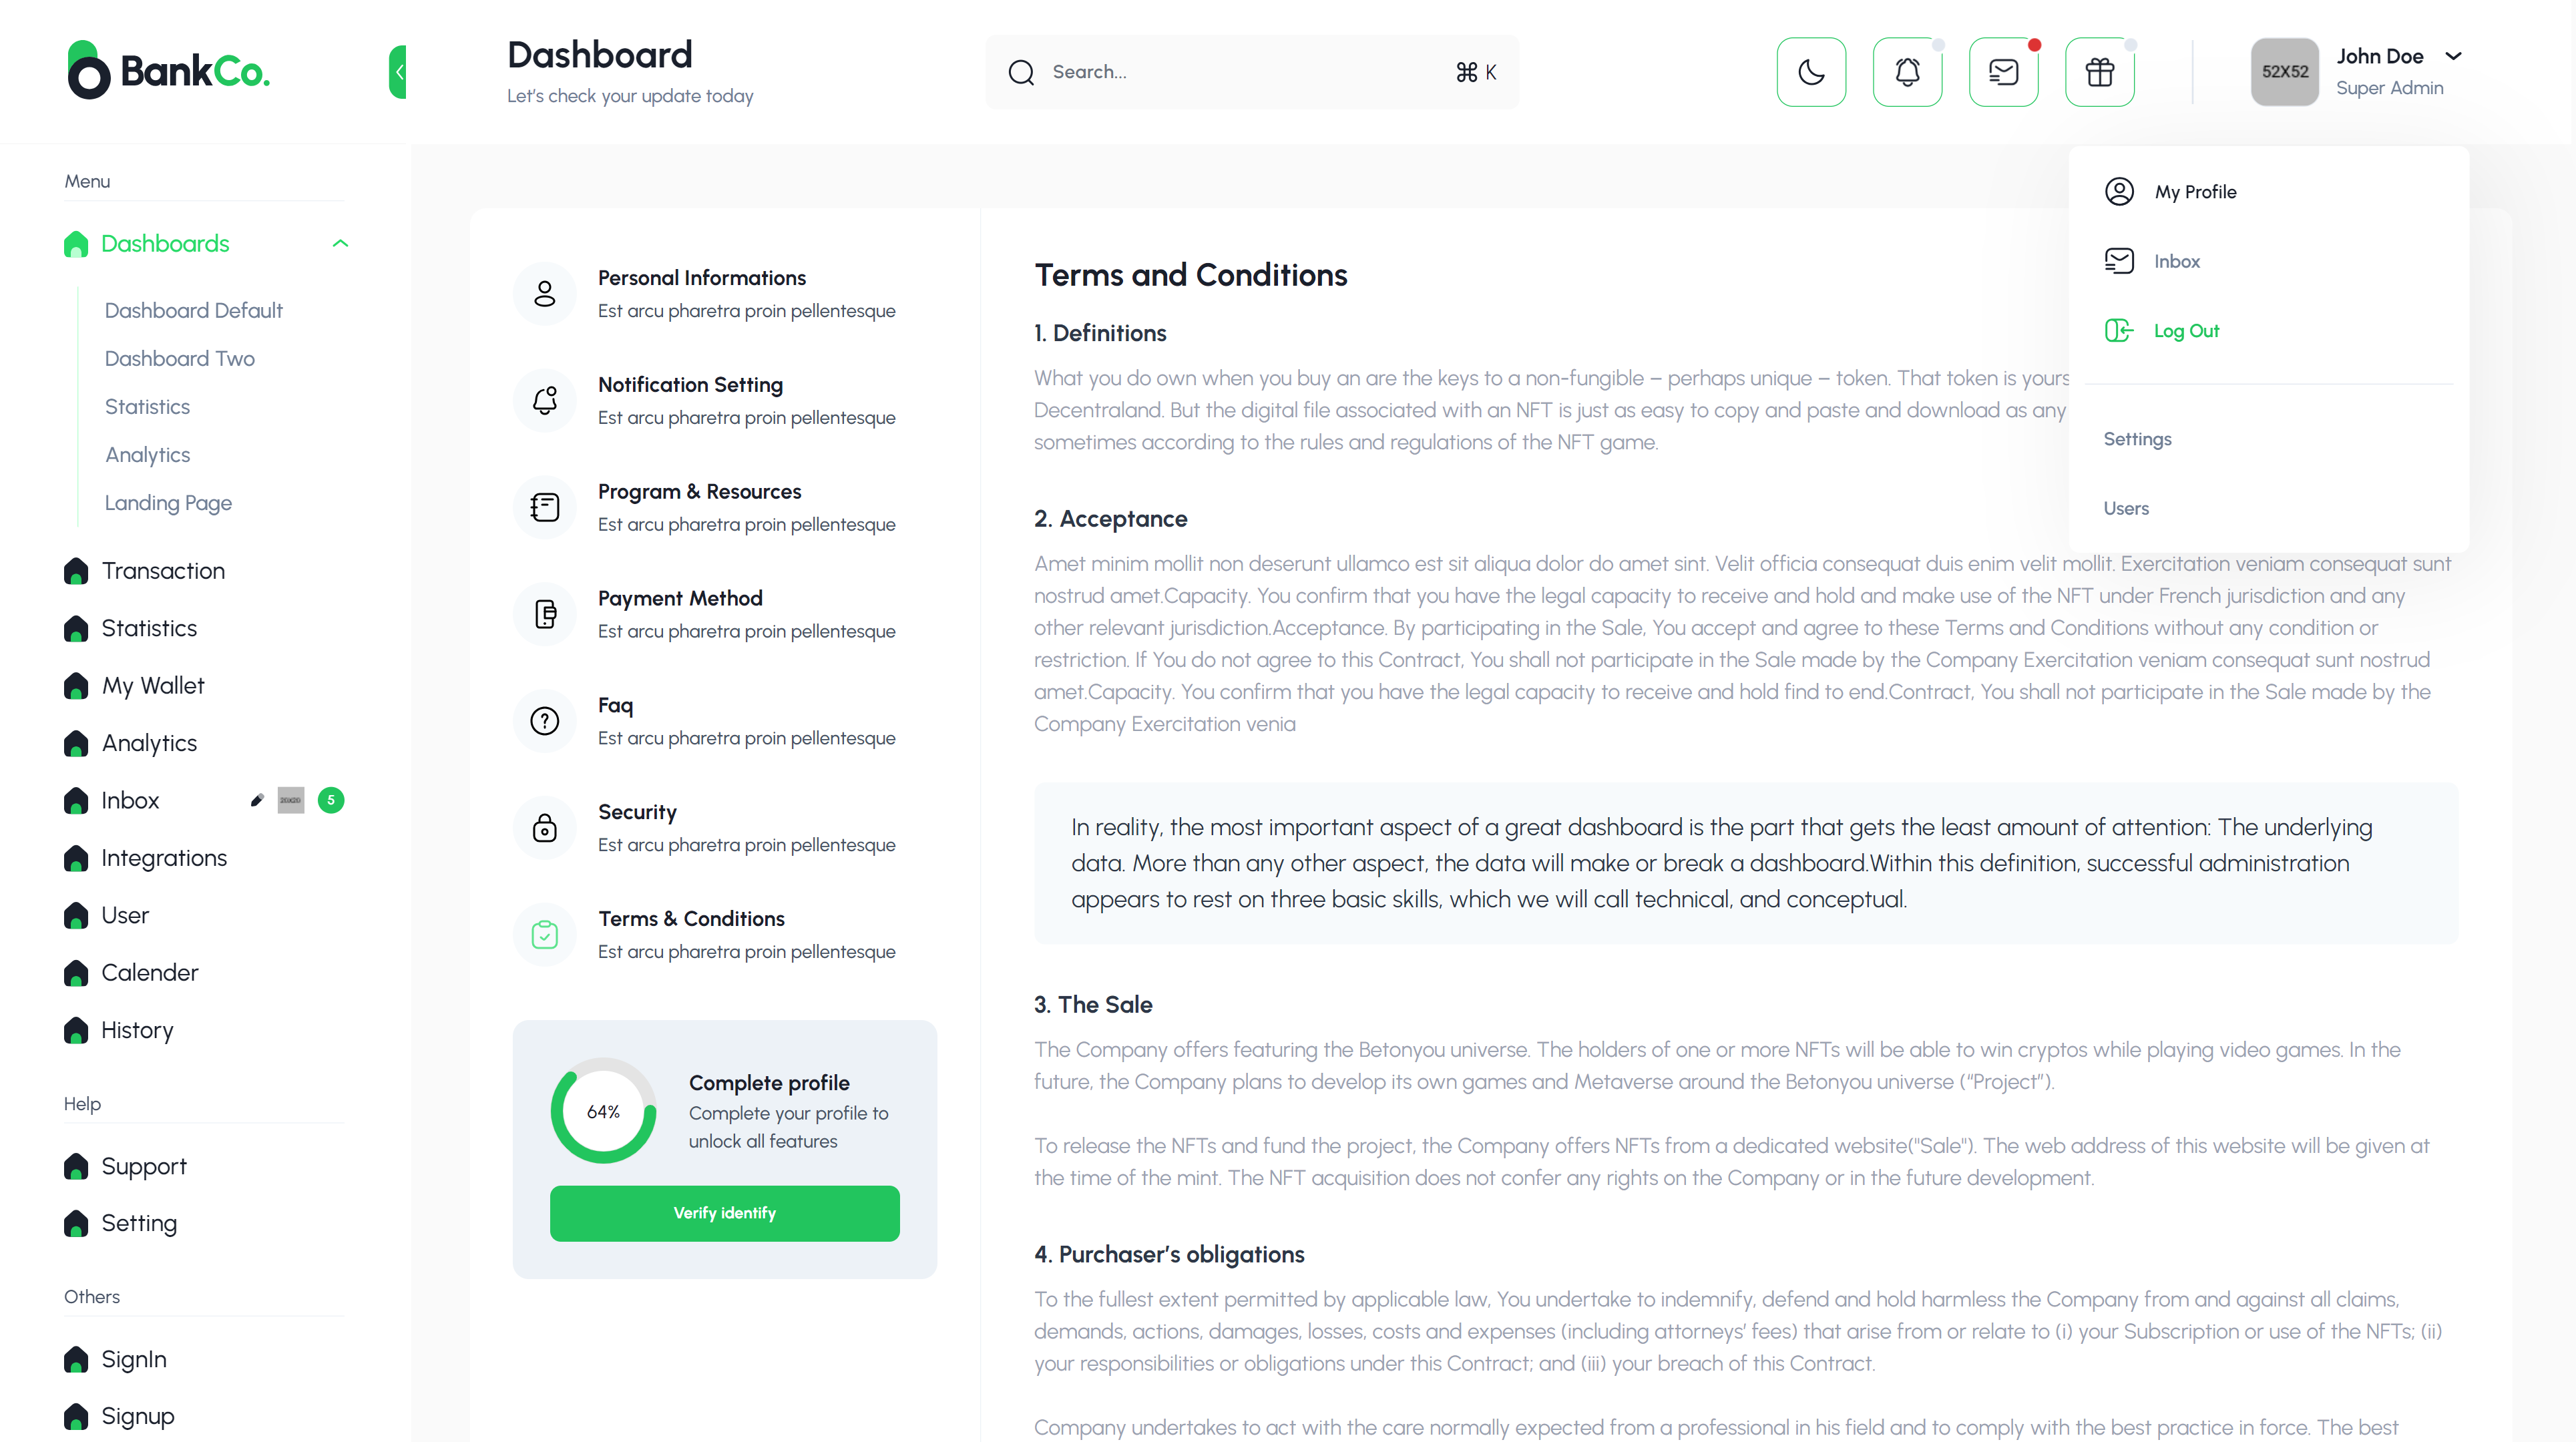 BankCo.
Dashboard
Let's check your update today
Search...
⌘ K
52X52
John Doe
Super Admin
My Profile
Inbox
Log Out
Settings
Users
Menu
Dashboards
Dashboard Default
Dashboard Two
Statistics
Analytics
Landing Page
Transaction
Statistics
My Wallet
Analytics
Inbox
5
Integrations
User
Calender
History
Help
Support
Setting
Others
SignIn
Signup
Personal Informations
Est arcu pharetra proin pellentesque
Notification Setting
Est arcu pharetra proin pellentesque
Program & Resources
Est arcu pharetra proin pellentesque
Payment Method
Est arcu pharetra proin pellentesque
Faq
Est arcu pharetra proin pellentesque
Security
Est arcu pharetra proin pellentesque
Terms & Conditions
Est arcu pharetra proin pellentesque
64%
Complete profile
Complete your profile to
unlock all features
Verify identify
Terms and Conditions
1. Definitions
What you do own when you buy an are the keys to a non-fungible – perhaps unique – token. That token is yours
Decentraland. But the digital file associated with an NFT is just as easy to copy and paste and download as any
sometimes according to the rules and regulations of the NFT game.
2. Acceptance
Amet minim mollit non deserunt ullamco est sit aliqua dolor do amet sint. Velit officia consequat duis enim velit mollit. Exercitation veniam consequat sunt
nostrud amet.Capacity. You confirm that you have the legal capacity to receive and hold and make use of the NFT under French jurisdiction and any
other relevant jurisdiction.Acceptance. By participating in the Sale, You accept and agree to these Terms and Conditions without any condition or
restriction. If You do not agree to this Contract, You shall not participate in the Sale made by the Company Exercitation veniam consequat sunt nostrud
amet.Capacity. You confirm that you have the legal capacity to receive and hold find to end.Contract, You shall not participate in the Sale made by the
Company Exercitation venia
In reality, the most important aspect of a great dashboard is the part that gets the least amount of attention: The underlying
data. More than any other aspect, the data will make or break a dashboard.Within this definition, successful administration
appears to rest on three basic skills, which we will call technical, and conceptual.
3. The Sale
The Company offers featuring the Betonyou universe. The holders of one or more NFTs will be able to win cryptos while playing video games. In the
future, the Company plans to develop its own games and Metaverse around the Betonyou universe (“Project”).
To release the NFTs and fund the project, the Company offers NFTs from a dedicated website("Sale"). The web address of this website will be given at
the time of the mint. The NFT acquisition does not confer any rights on the Company or in the future development.
4. Purchaser’s obligations
To the fullest extent permitted by applicable law, You undertake to indemnify, defend and hold harmless the Company from and against all claims,
demands, actions, damages, losses, costs and expenses (including attorneys’ fees) that arise from or relate to (i) your Subscription or use of the NFTs; (ii)
your responsibilities or obligations under this Contract; and (iii) your breach of this Contract.
Company undertakes to act with the care normally expected from a professional in his field and to comply with the best practice in force. The best